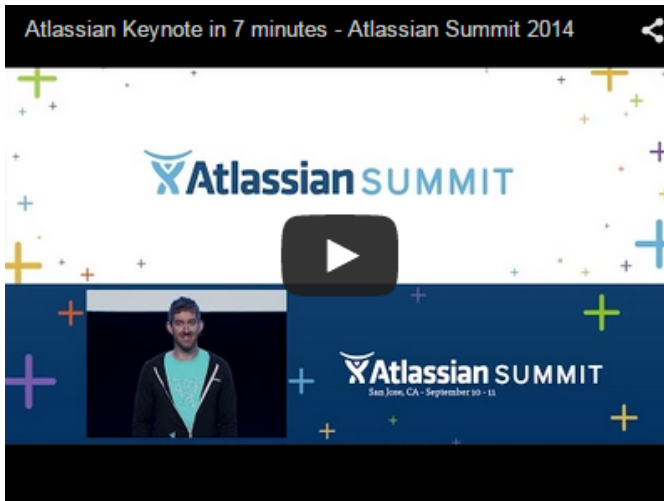 Atlassian Keynote in 7 minutes - Atlassian Summit 2014
Atlassian SUMMIT
Atlassian SUMMIT
San Jose, CA - September 10 - 11